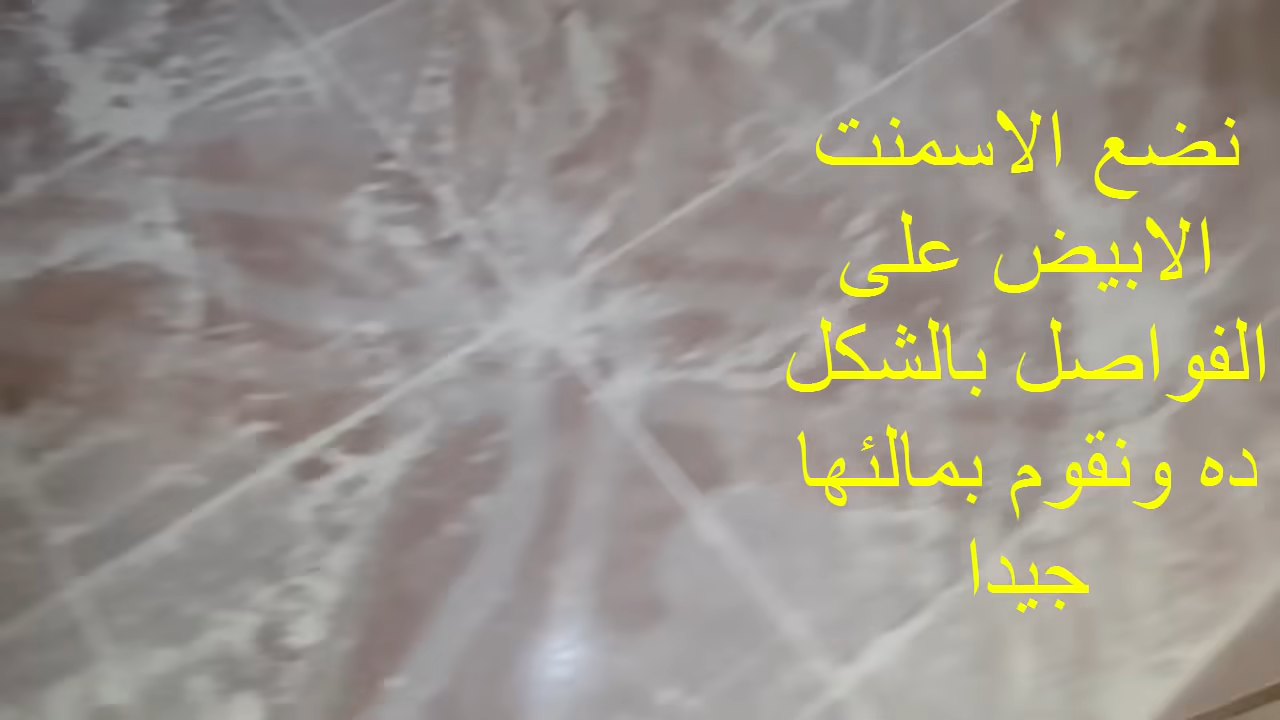 نضع الاسمنت
الابيض على
الفواصل بالشكل
ده ونقوم بمالئها
جيدا